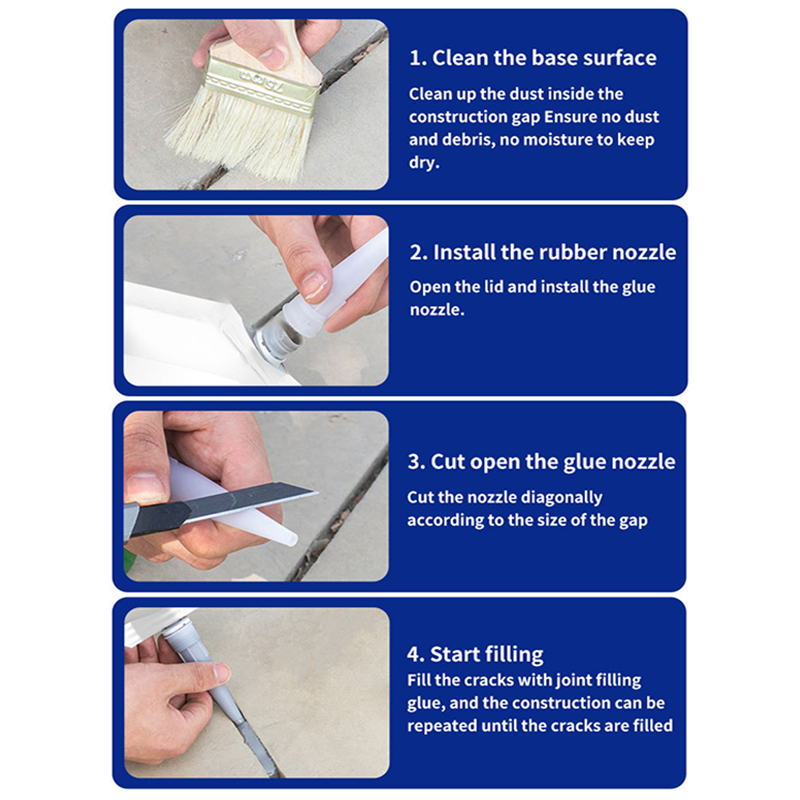 1. Clean the base surface
Clean up the dust inside the
construction gap Ensure no dust
and debris, no moisture to keep
dry.
2. Install the rubber nozzle
Open the lid and install the glue
nozzle.
3. Cut open the glue nozzle
Cut the nozzle diagonally
according to the size of the gap
4. Start filling
Fill the cracks with joint filling
glue, and the construction can be
repeated until the cracks are filled